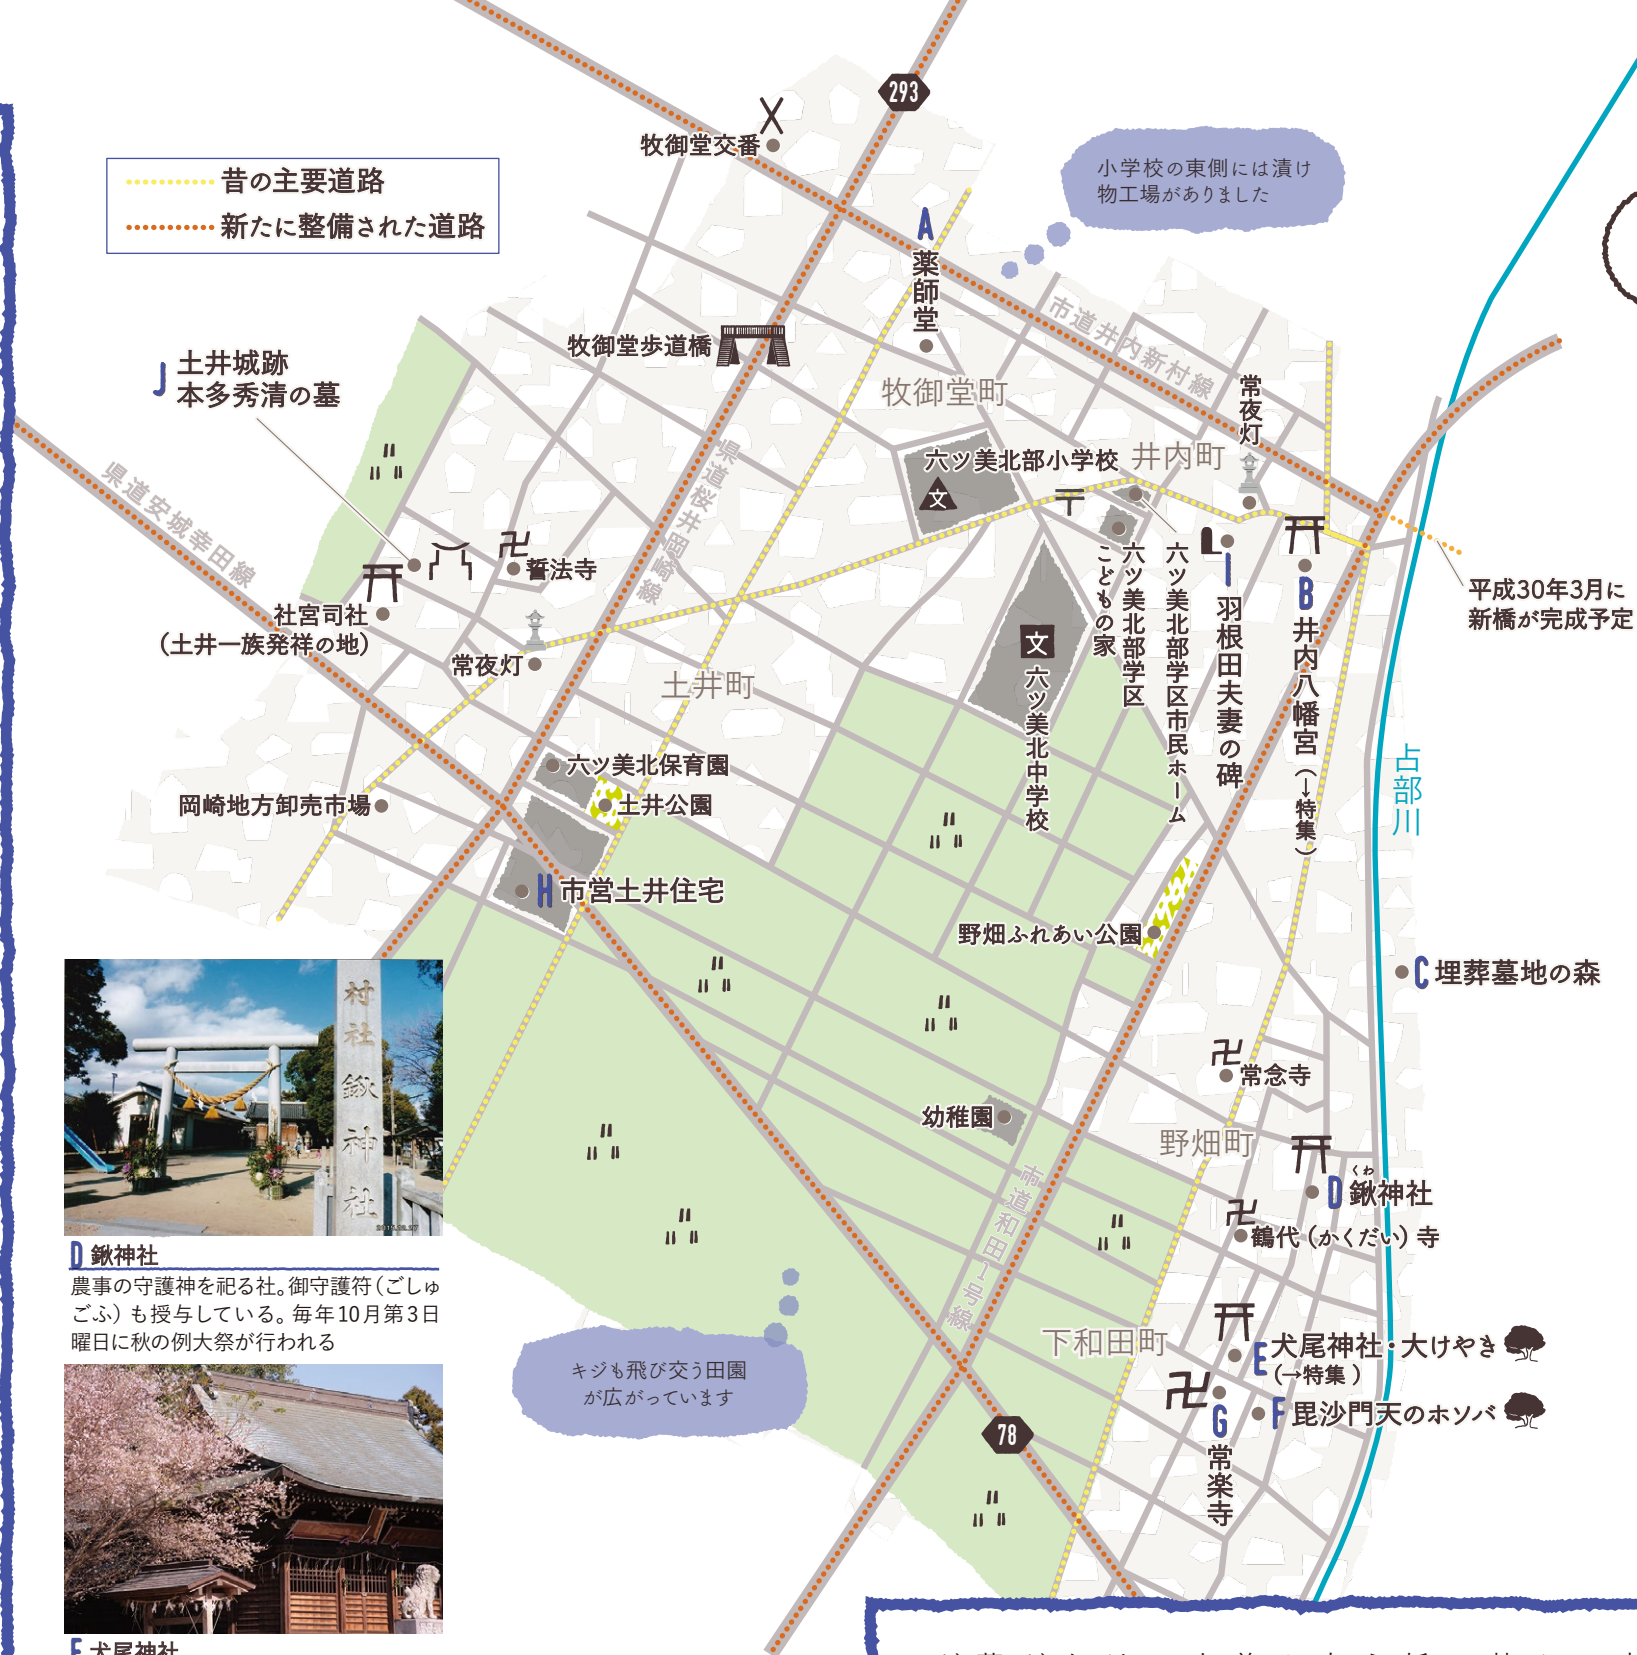 293
牧御堂交番
昔の主要道路
新たに整備された道路
小学校の東側には漬け
物工場がありました
A
薬師堂
牧御堂歩道橋
市道井内新村線
J
土井城跡
本多秀清の墓
牧御堂町
常夜灯
六ツ美北部小学校
文
井内町
県道桜井岡崎線
県道安城幸田線
誓法寺
社宮司社
(土井一族発祥の地)
常夜灯
土井町
文
六ツ美北中学校
六ツ美北部学区
こどもの家
六ツ美北部学区市民ホーム
I
羽根田夫妻の碑
B
井内八幡宮(→特集)
平成30年3月に
新橋が完成予定
占部川
六ツ美北保育園
土井公園
岡崎地方卸売市場
H 市営土井住宅
野畑ふれあい公園
C 埋葬墓地の森
常念寺
幼稚園
野畑町
市道和田1号線
くわ
D 鍬神社
鶴代(かくだい)寺
下和田町
E 犬尾神社・大けやき
(→特集)
F 毘沙門天のホソバ
G
常楽寺
78
キジも飛び交う田園
が広がっています
村社 鍬神社
D 鍬神社
農事の守護神を祀る社。御守護符(ごしゅ
ごふ)も授与している。毎年10月第3日
曜日に秋の例大祭が行われる
E 犬尾神社